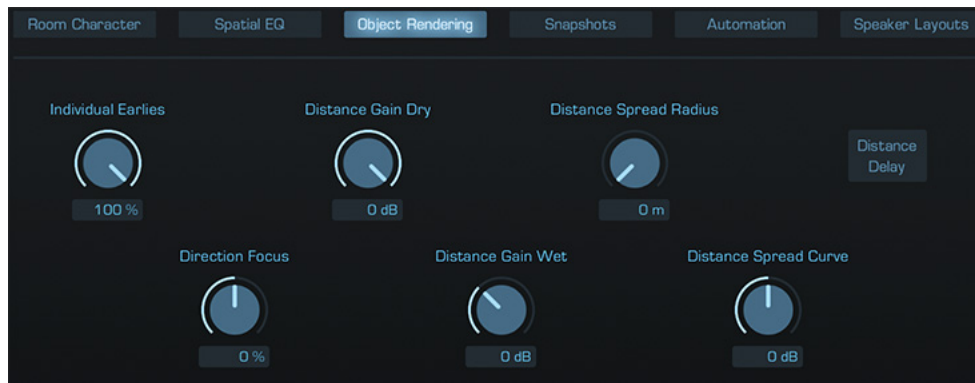 Room Character
Spatial EQ
Object Rendering
Snapshots
Automation
Speaker Layouts
Individual Earlies
Distance Gain Dry
Distance Spread Radius
Distance
Delay
100 %
0 dB
0 m
Direction Focus
Distance Gain Wet
Distance Spread Curve
0 %
0 dB
0 dB